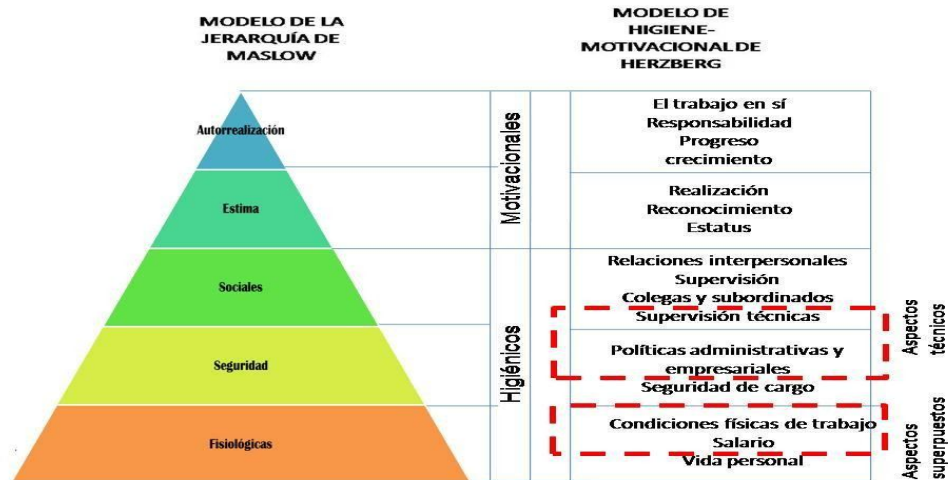 MODELO DE LA
JERARQUÍA DE
MASLOW
MODELO DE
HIGIENE-
MOTIVACIONAL DE
HERZBERG
Autorrealización
Estima
Sociales
Seguridad
Fisiológicas
Motivacionales
Higiénicos
El trabajo en sí
Responsabilidad
Progreso
crecimiento
Realización
Reconocimiento
Estatus
Relaciones interpersonales
Supervisión
Colegas y subordinados
Supervisión técnicas
Políticas administrativas y
empresariales
Seguridad de cargo
Condiciones físicas de trabajo
Salario
Vida personal
Aspectos
técnicos
Aspectos
superpuestos